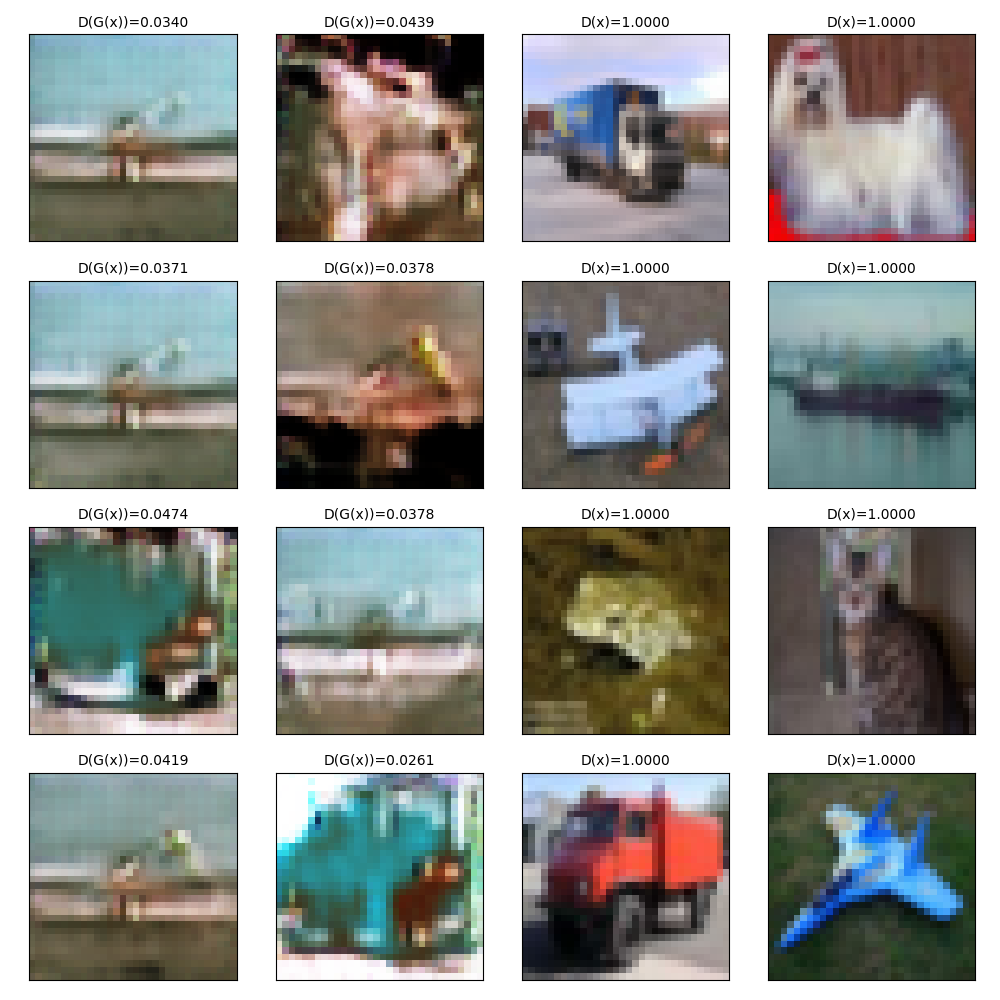 D(G(x))=0.0340 D(G(x))=0.0439 D(x)=1.0000 D(x)=1.0000
D(G(x))=0.0371 D(G(x))=0.0378 D(x)=1.0000 D(x)=1.0000
D(G(x))=0.0474 D(G(x))=0.0378 D(x)=1.0000 D(x)=1.0000
D(G(x))=0.0419 D(G(x))=0.0261 D(x)=1.0000 D(x)=1.0000